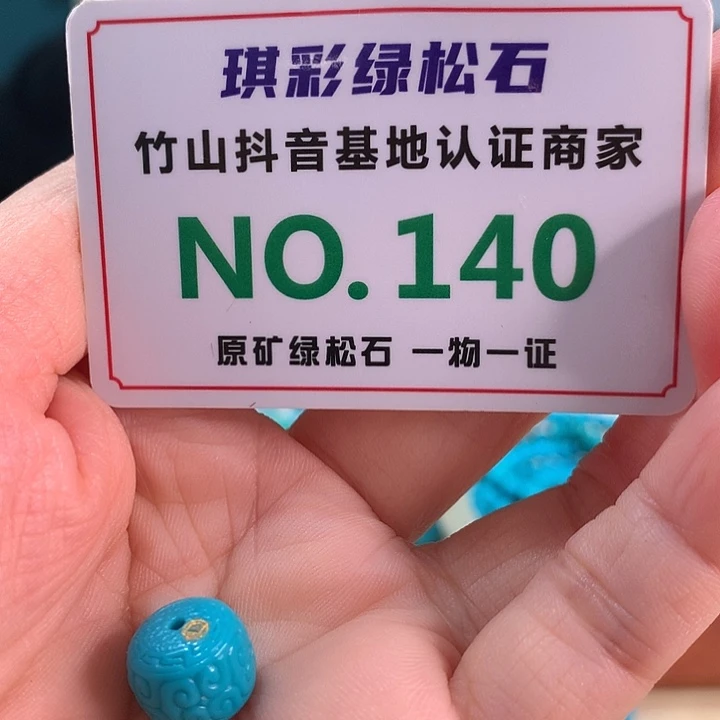 琪彩绿松石
竹山抖音基地认证商家
NO.140
原矿绿松石 一物一证